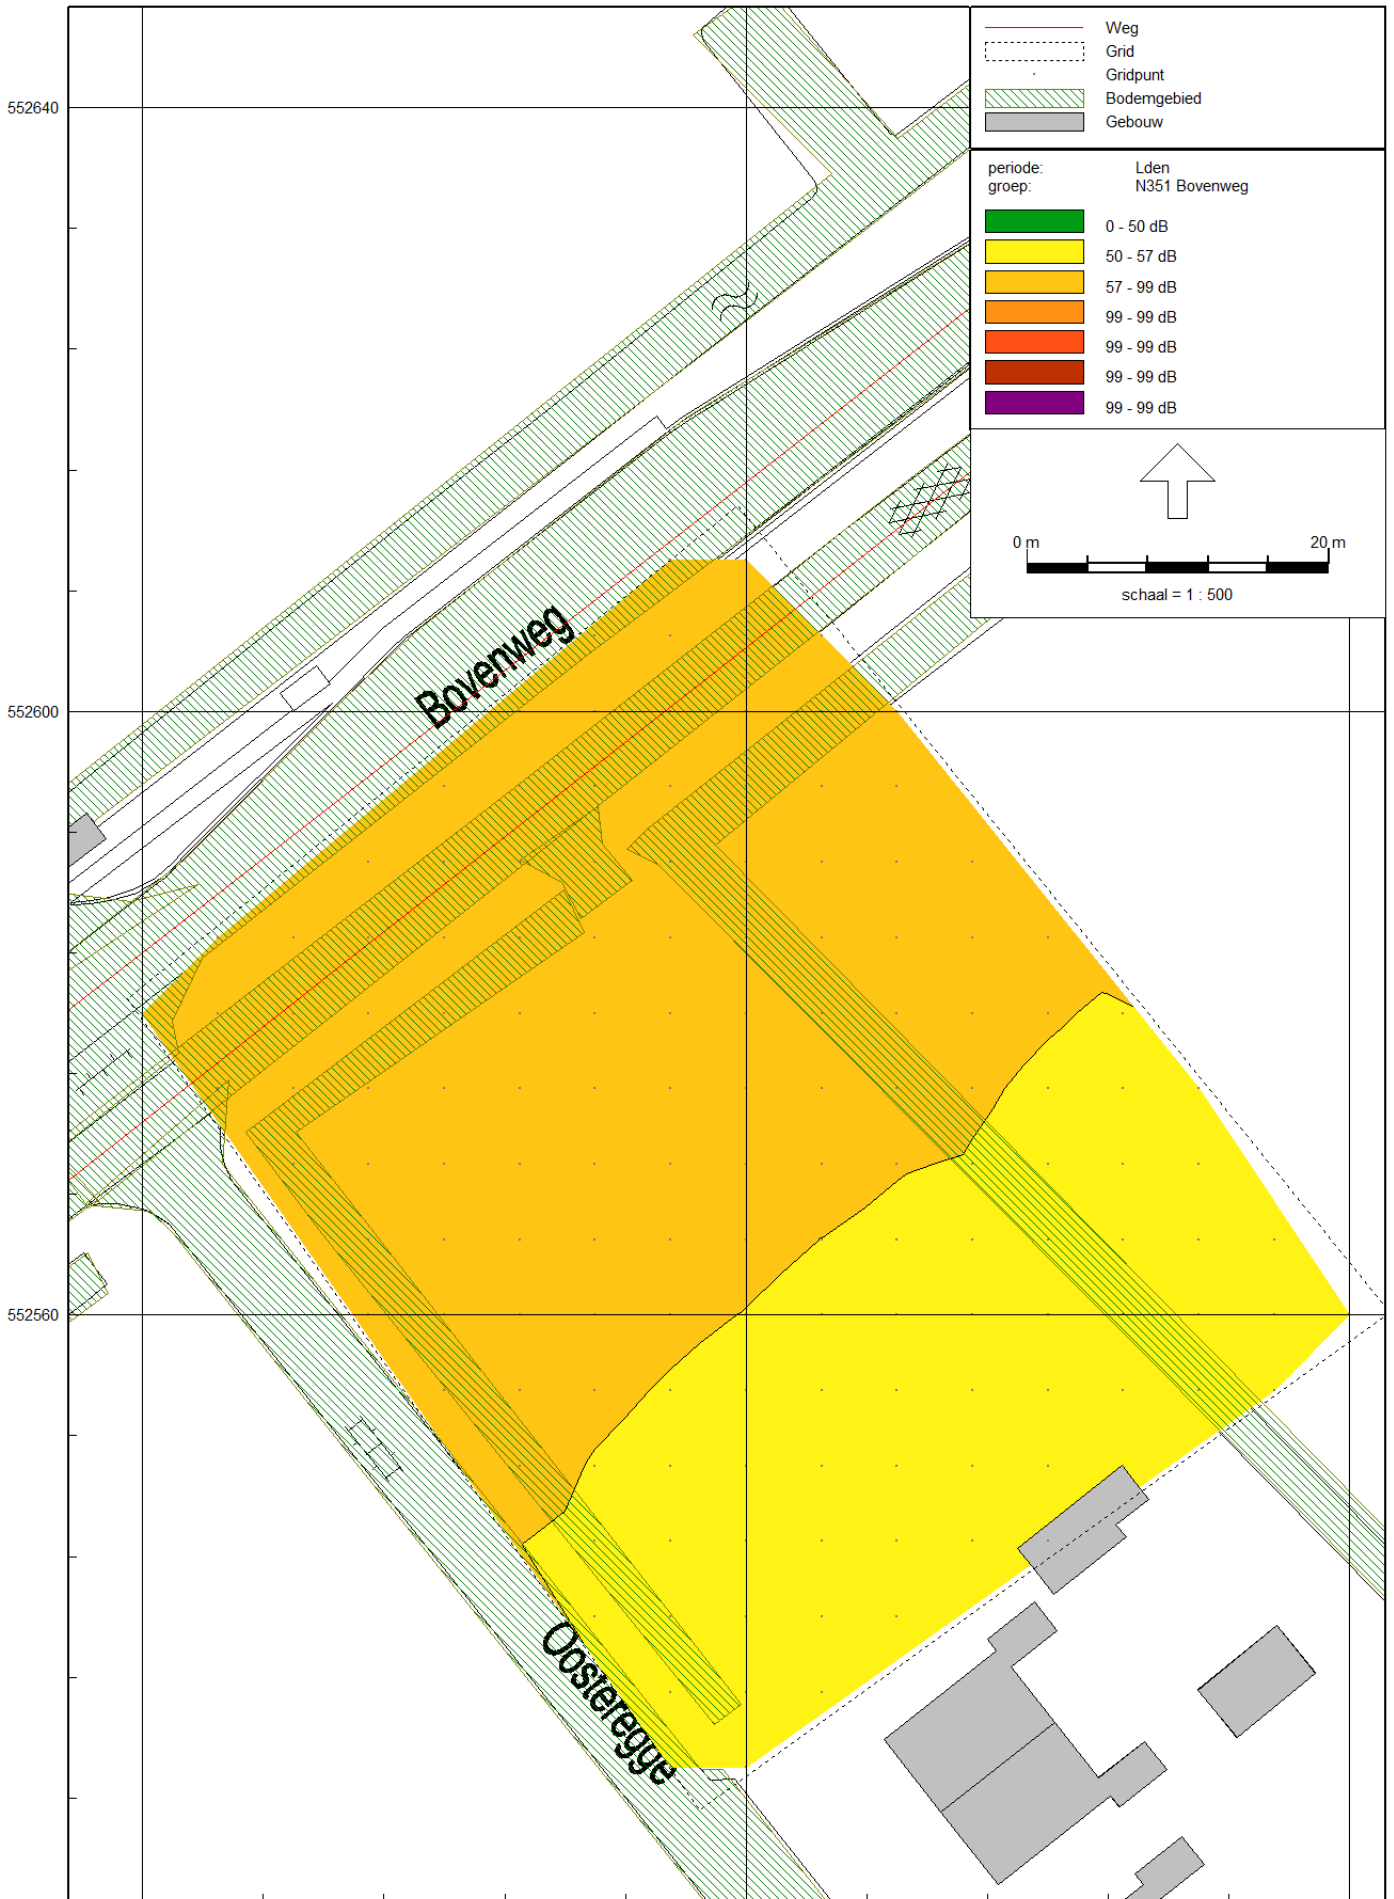 Weg
Grid
Gridpunt
Bodemgebied
Gebouw
periode: Lden
groep: N351 Bovenweg
0 - 50 dB
50 - 57 dB
57 - 99 dB
99 - 99 dB
99 - 99 dB
99 - 99 dB
99 - 99 dB
0 m 20 m
schaal = 1 : 500
552640
552600
552560
Bovenweg
Oosteregge